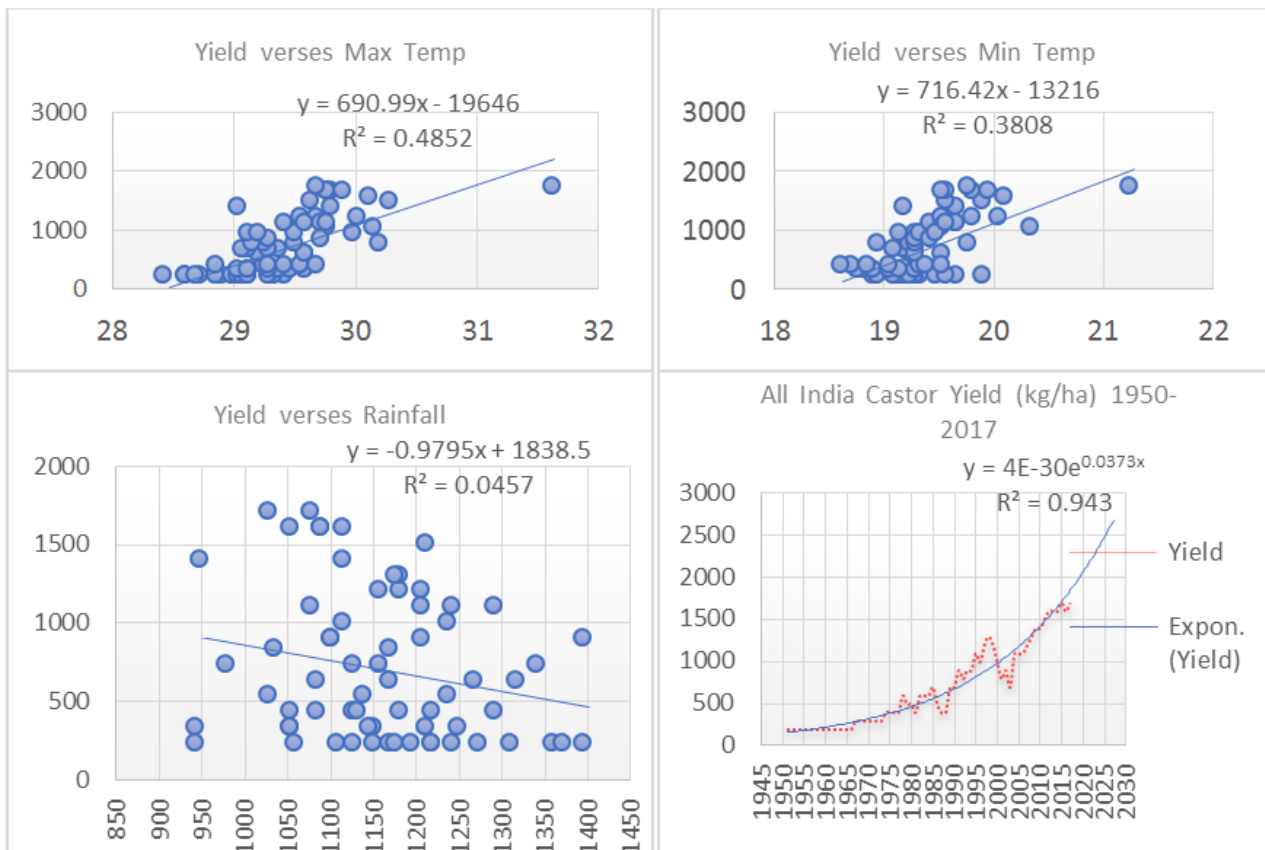 Yield verses Max Temp
y = 690.99x - 19646
R² = 0.4852
3000
2000
1000
0
28 29 30 31 32
Yield verses Min Temp
y = 716.42x - 13216
R² = 0.3808
3000
2000
1000
0
18 19 20 21 22
Yield verses Rainfall
y = -0.9795x + 1838.5
R² = 0.0457
2000
1500
1000
500
0
850 900 950 1000 1050 1100 1150 1200 1250 1300 1350 1400 1450
All India Castor Yield (kg/ha) 1950-
2017
y = 4E-30e^0.0373x
R² = 0.943
3000
2500
2000
1500
1000
500
0
1945 1950 1955 1960 1965 1970 1975 1980 1985 1990 1995 2000 2005 2010 2015 2020 2025 2030
Yield
Expon.
(Yield)